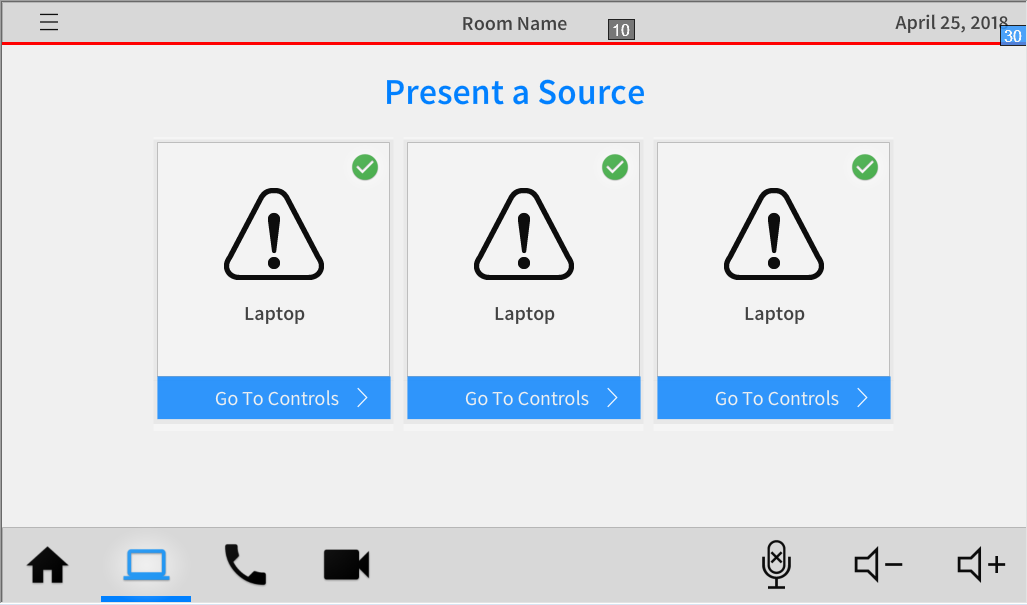 Room Name
10
April 25, 2018
30
Present a Source
Laptop
Laptop
Laptop
Go To Controls
Go To Controls
Go To Controls